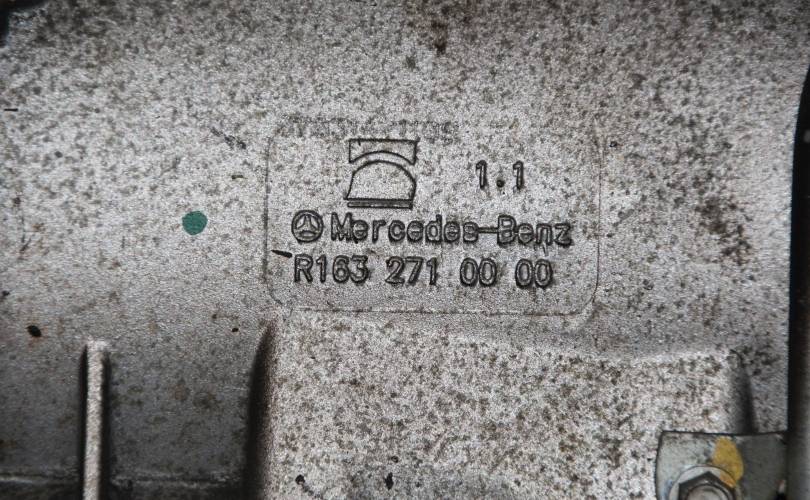 1.1
Mercedes-Benz
R163 271 00 00